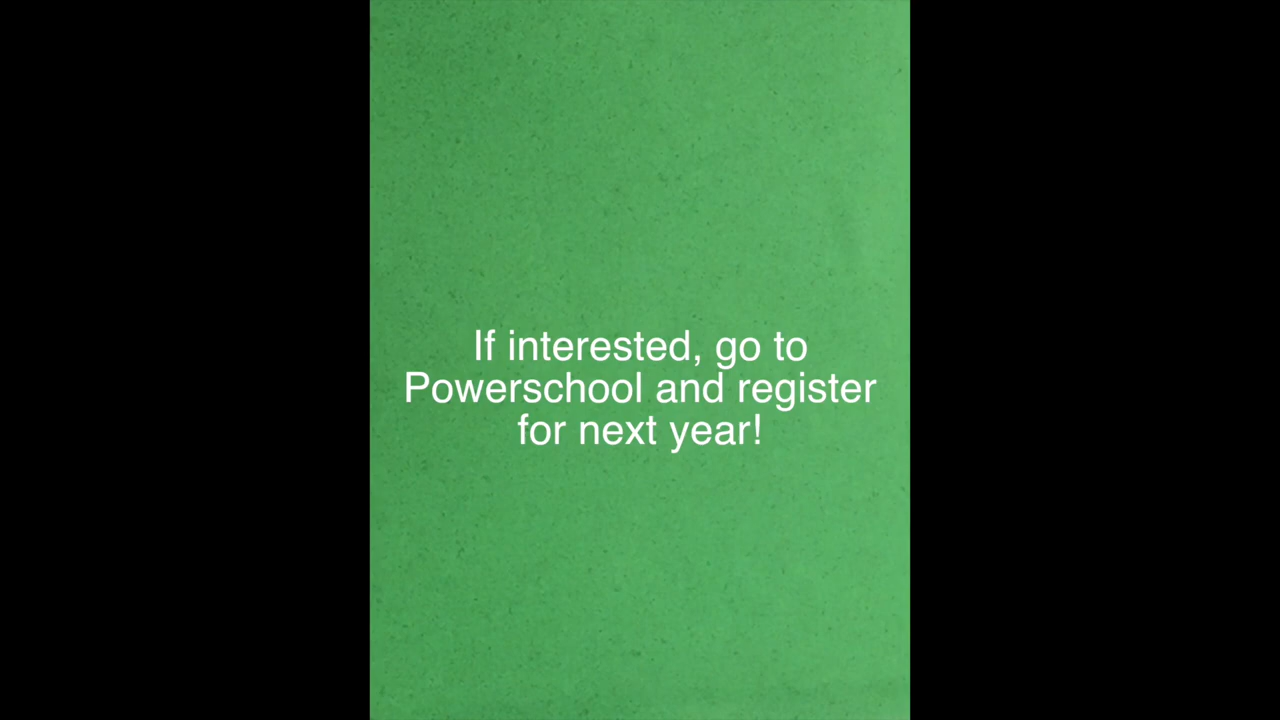 If interested, go to
Powerschool and register
for next year!